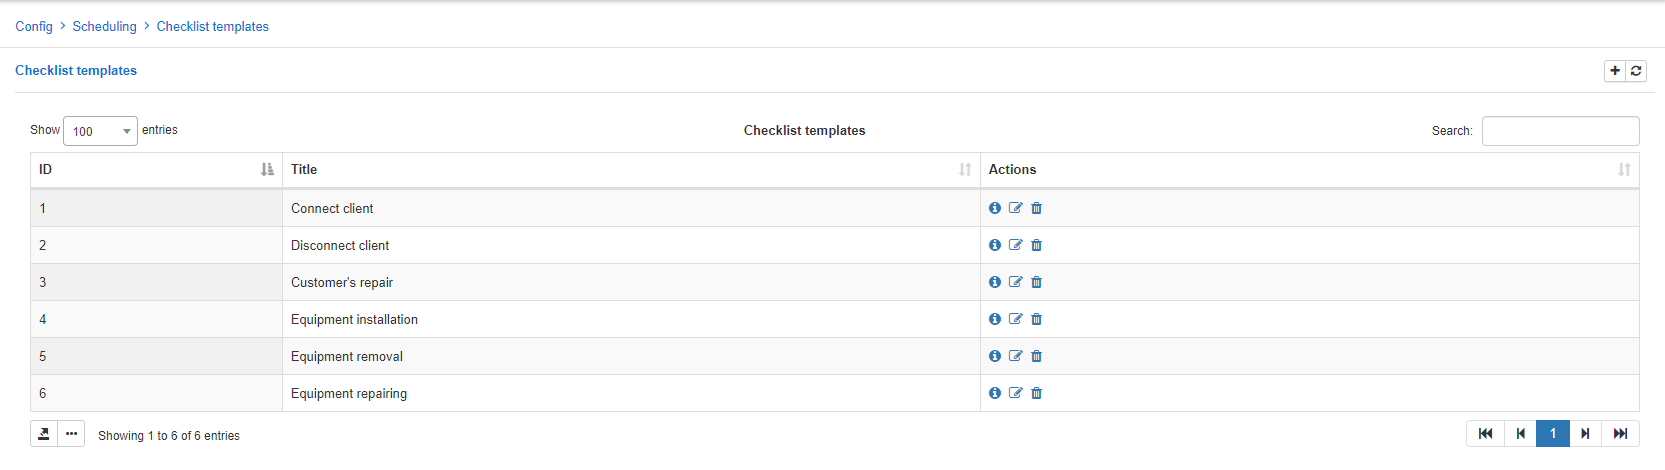 Config > Scheduling > Checklist templates
Checklist templates
Show 100 entries Checklist templates Search:
ID Title Actions
1 Connect client
2 Disconnect client
3 Customer's repair
4 Equipment installation
5 Equipment removal
6 Equipment repairing
Showing 1 to 6 of 6 entries 1